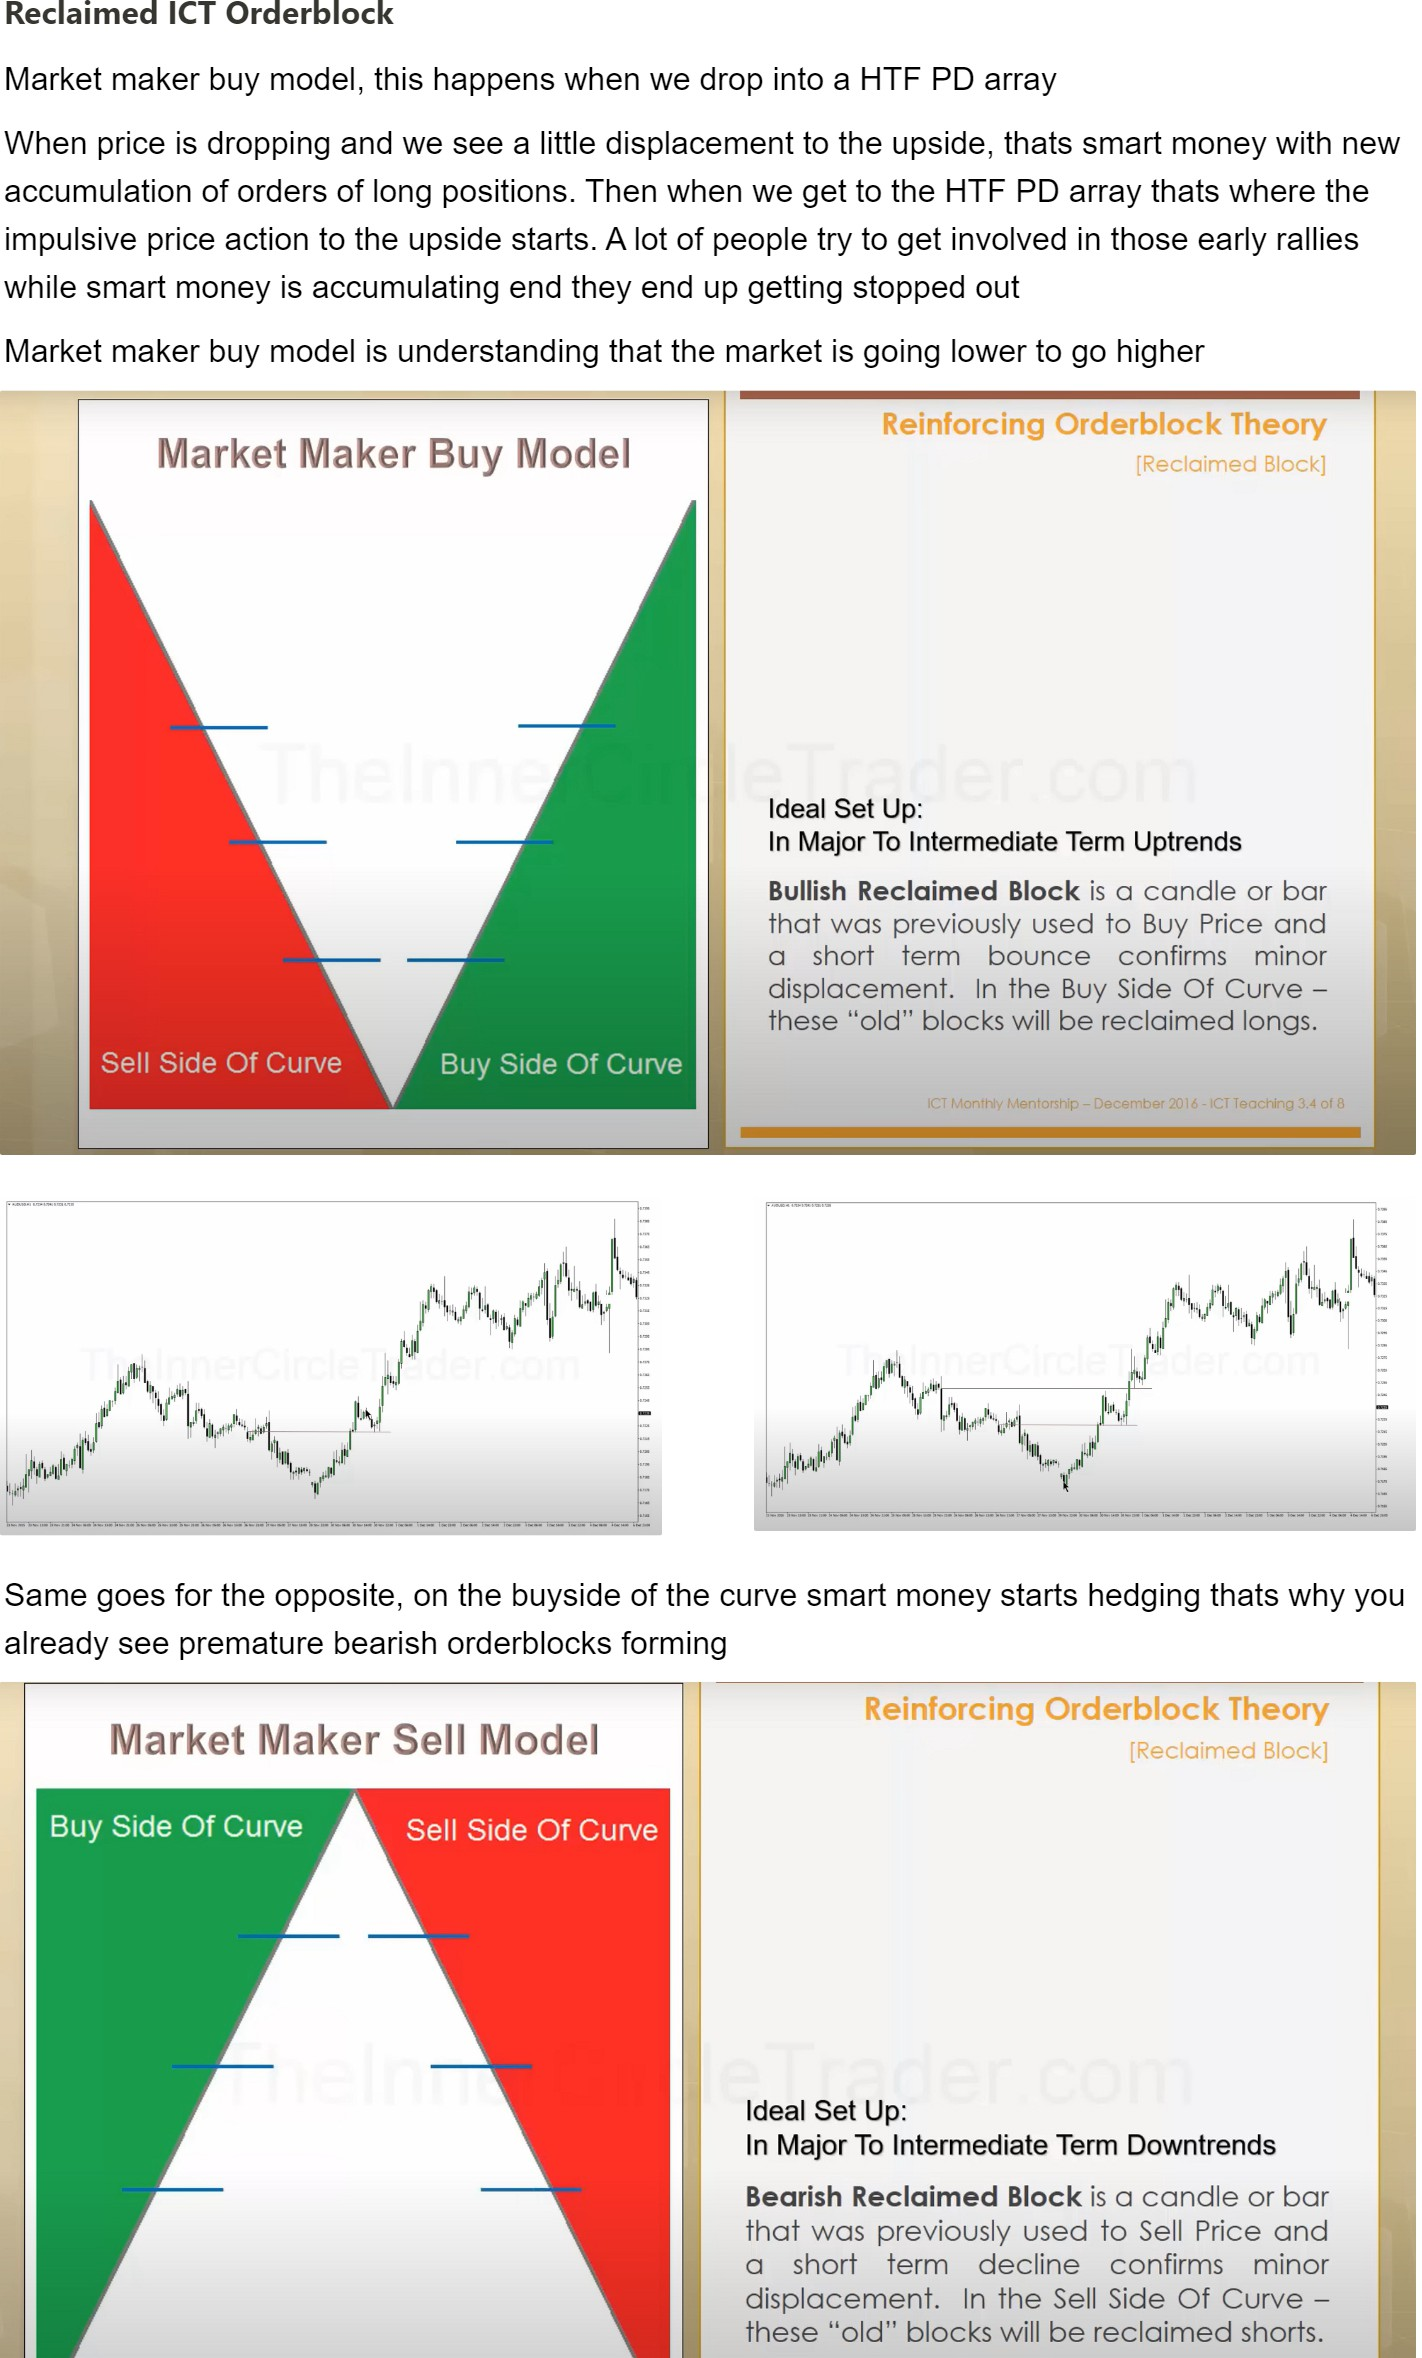 Reclaimed ICT Orderblock
Market maker buy model, this happens when we drop into a HTF PD array
When price is dropping and we see a little displacement to the upside, thats smart money with new
accumulation of orders of long positions. Then when we get to the HTF PD array thats where the
impulsive price action to the upside starts. A lot of people try to get involved in those early rallies
while smart money is accumulating end they end up getting stopped out
Market maker buy model is understanding that the market is going lower to go higher
Market Maker Buy Model
Sell Side Of Curve
Buy Side Of Curve
Reinforcing Orderblock Theory
[Reclaimed Block]
TheInnerCircleTrader.com
Ideal Set Up:
In Major To Intermediate Term Uptrends
Bullish Reclaimed Block is a candle or bar
that was previously used to Buy Price and
a short term bounce confirms minor
displacement. In the Buy Side Of Curve –
these “old” blocks will be reclaimed longs.
ICT Monthly Mentorship – December 2016 - ICT Teaching 3.4 of 8
TheInnerCircleTrader.com
TheInnerCircleTrader.com
Same goes for the opposite, on the buyside of the curve smart money starts hedging thats why you
already see premature bearish orderblocks forming
Market Maker Sell Model
Buy Side Of Curve
Sell Side Of Curve
Reinforcing Orderblock Theory
[Reclaimed Block]
TheInnerCircleTrader.com
Ideal Set Up:
In Major To Intermediate Term Downtrends
Bearish Reclaimed Block is a candle or bar
that was previously used to Sell Price and
a short term decline confirms minor
displacement. In the Sell Side Of Curve –
these “old” blocks will be reclaimed shorts.